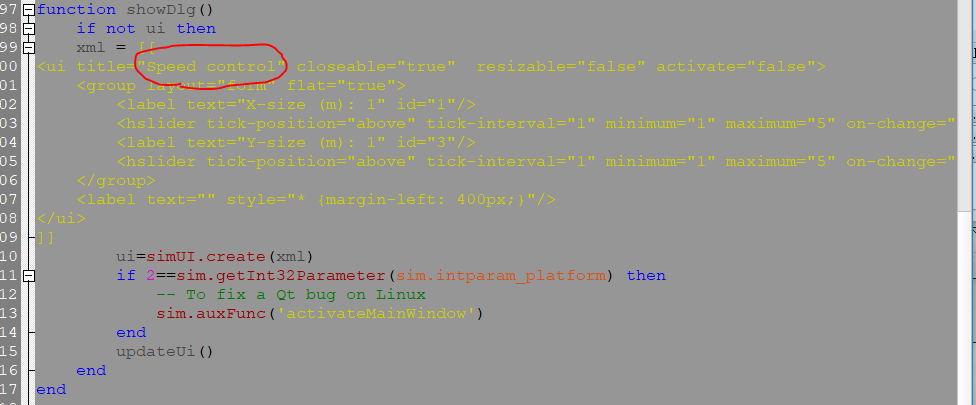 97 function showDlg()
98 if not ui then
99 xml = [[
00 <ui title="Speed control" closeable="true" resizable="false" activate="false">
01 <group layout="form" flat="true">
02 <label text="X-size (m): 1" id="1"/>
03 <hslider tick-position="above" tick-interval="1" minimum="1" maximum="5" on-change="
04 <label text="Y-size (m): 1" id="3"/>
05 <hslider tick-position="above" tick-interval="1" minimum="1" maximum="5" on-change="
06 </group>
07 <label text="" style="* {margin-left: 400px;}"/>
08 </ui>
09 ]]
10 ui=simUI.create(xml)
11 if 2==sim.getInt32Parameter(sim.intparam_platform) then
12 -- To fix a Qt bug on Linux
13 sim.auxFunc('activateMainWindow')
14 end
15 updateUi()
16 end
17 end